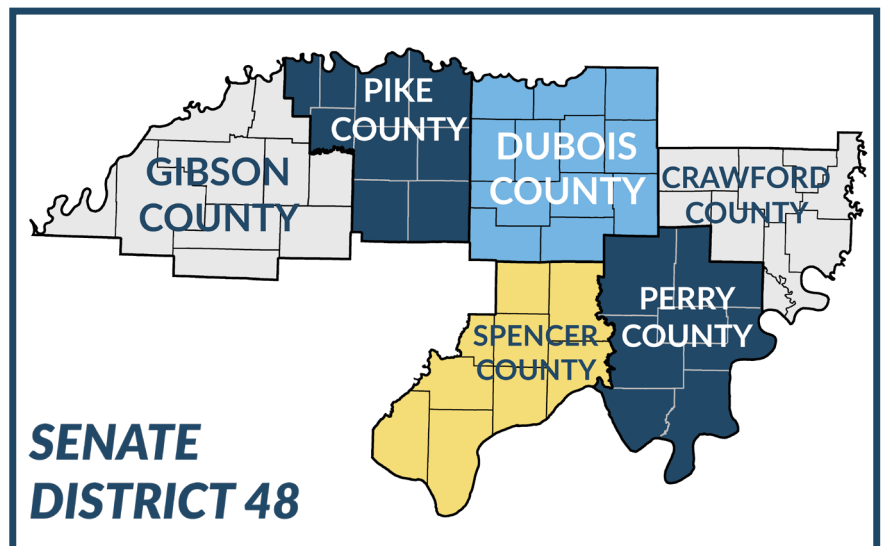 PIKE
COUNTY
DUBOIS
COUNTY
GIBSON
COUNTY
CRAWFORD
COUNTY
PERRY
COUNTY
SPENCER
COUNTY
SENATE
DISTRICT 48